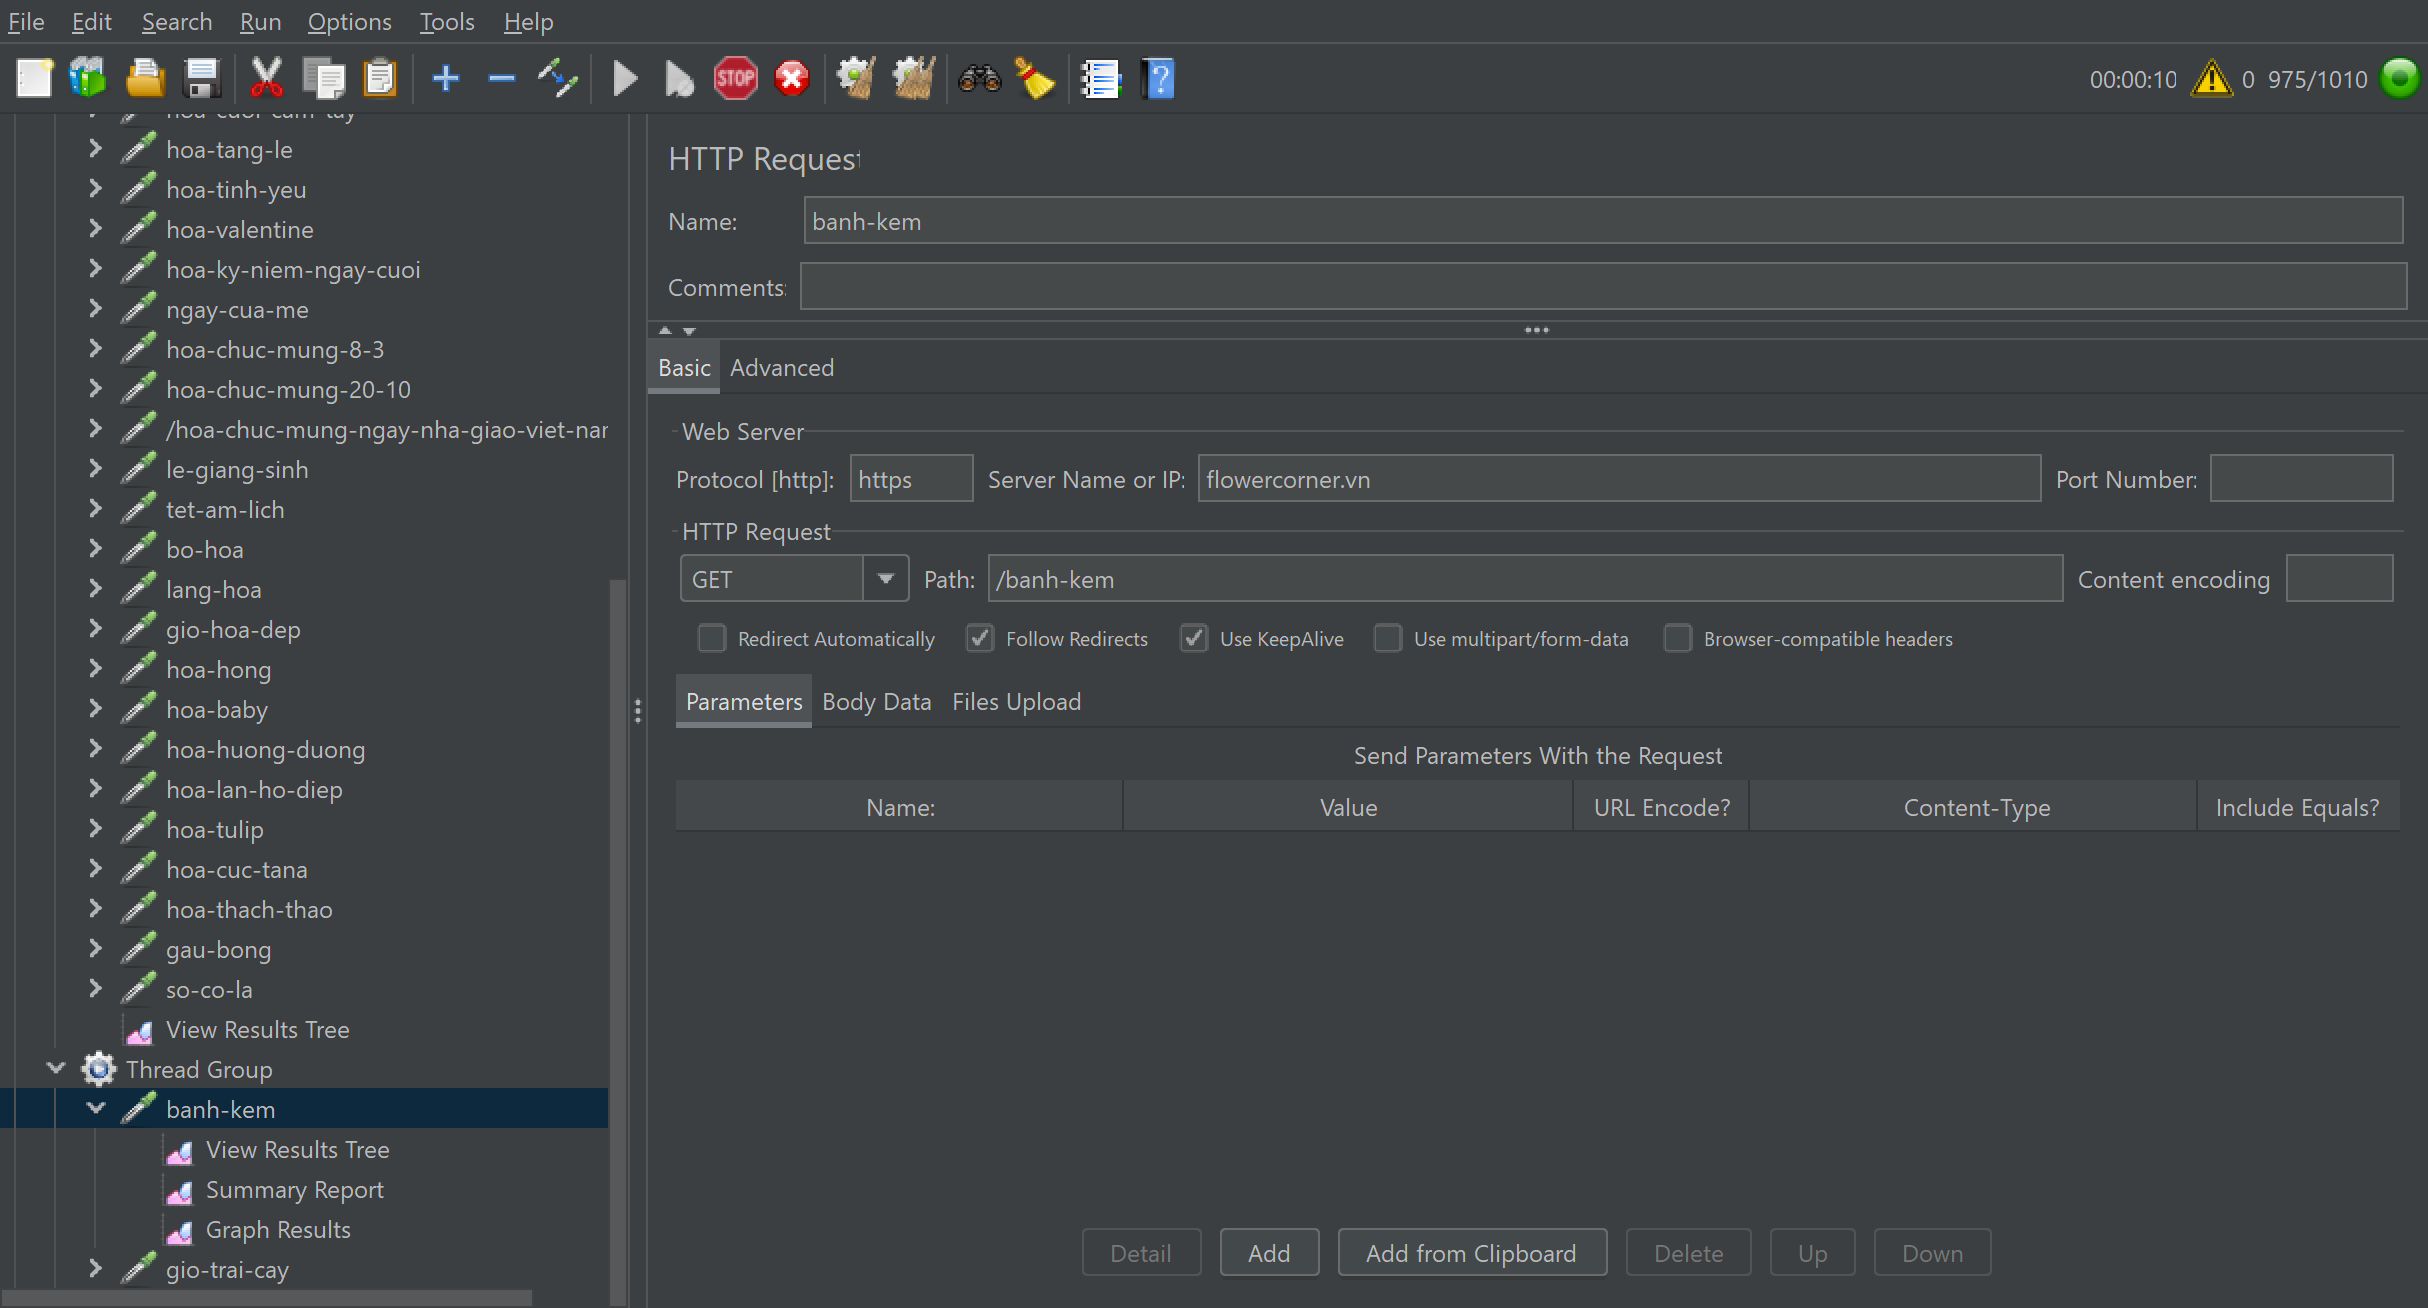 File Edit Search Run Options Tools Help
STOP ? 00:00:10 0 975/1010
hoa-cuoi-cam-tay
hoa-tang-le
hoa-tinh-yeu
hoa-valentine
hoa-ky-niem-ngay-cuoi
ngay-cua-me
hoa-chuc-mung-8-3
hoa-chuc-mung-20-10
/hoa-chuc-mung-ngay-nha-giao-viet-nar
le-giang-sinh
tet-am-lich
bo-hoa
lang-hoa
gio-hoa-dep
hoa-hong
hoa-baby
hoa-huong-duong
hoa-lan-ho-diep
hoa-tulip
hoa-cuc-tana
hoa-thach-thao
gau-bong
so-co-la
View Results Tree
Thread Group
banh-kem
View Results Tree
Summary Report
Graph Results
gio-trai-cay
HTTP Request
Name: banh-kem
Comments:
Basic Advanced
Web Server
Protocol [http]: https Server Name or IP: flowercorner.vn Port Number:
HTTP Request
GET Path: /banh-kem Content encoding
Redirect Automatically Follow Redirects Use KeepAlive Use multipart/form-data Browser-compatible headers
Parameters Body Data Files Upload
Send Parameters With the Request
Name: Value URL Encode? Content-Type Include Equals?
Detail Add Add from Clipboard Delete Up Down